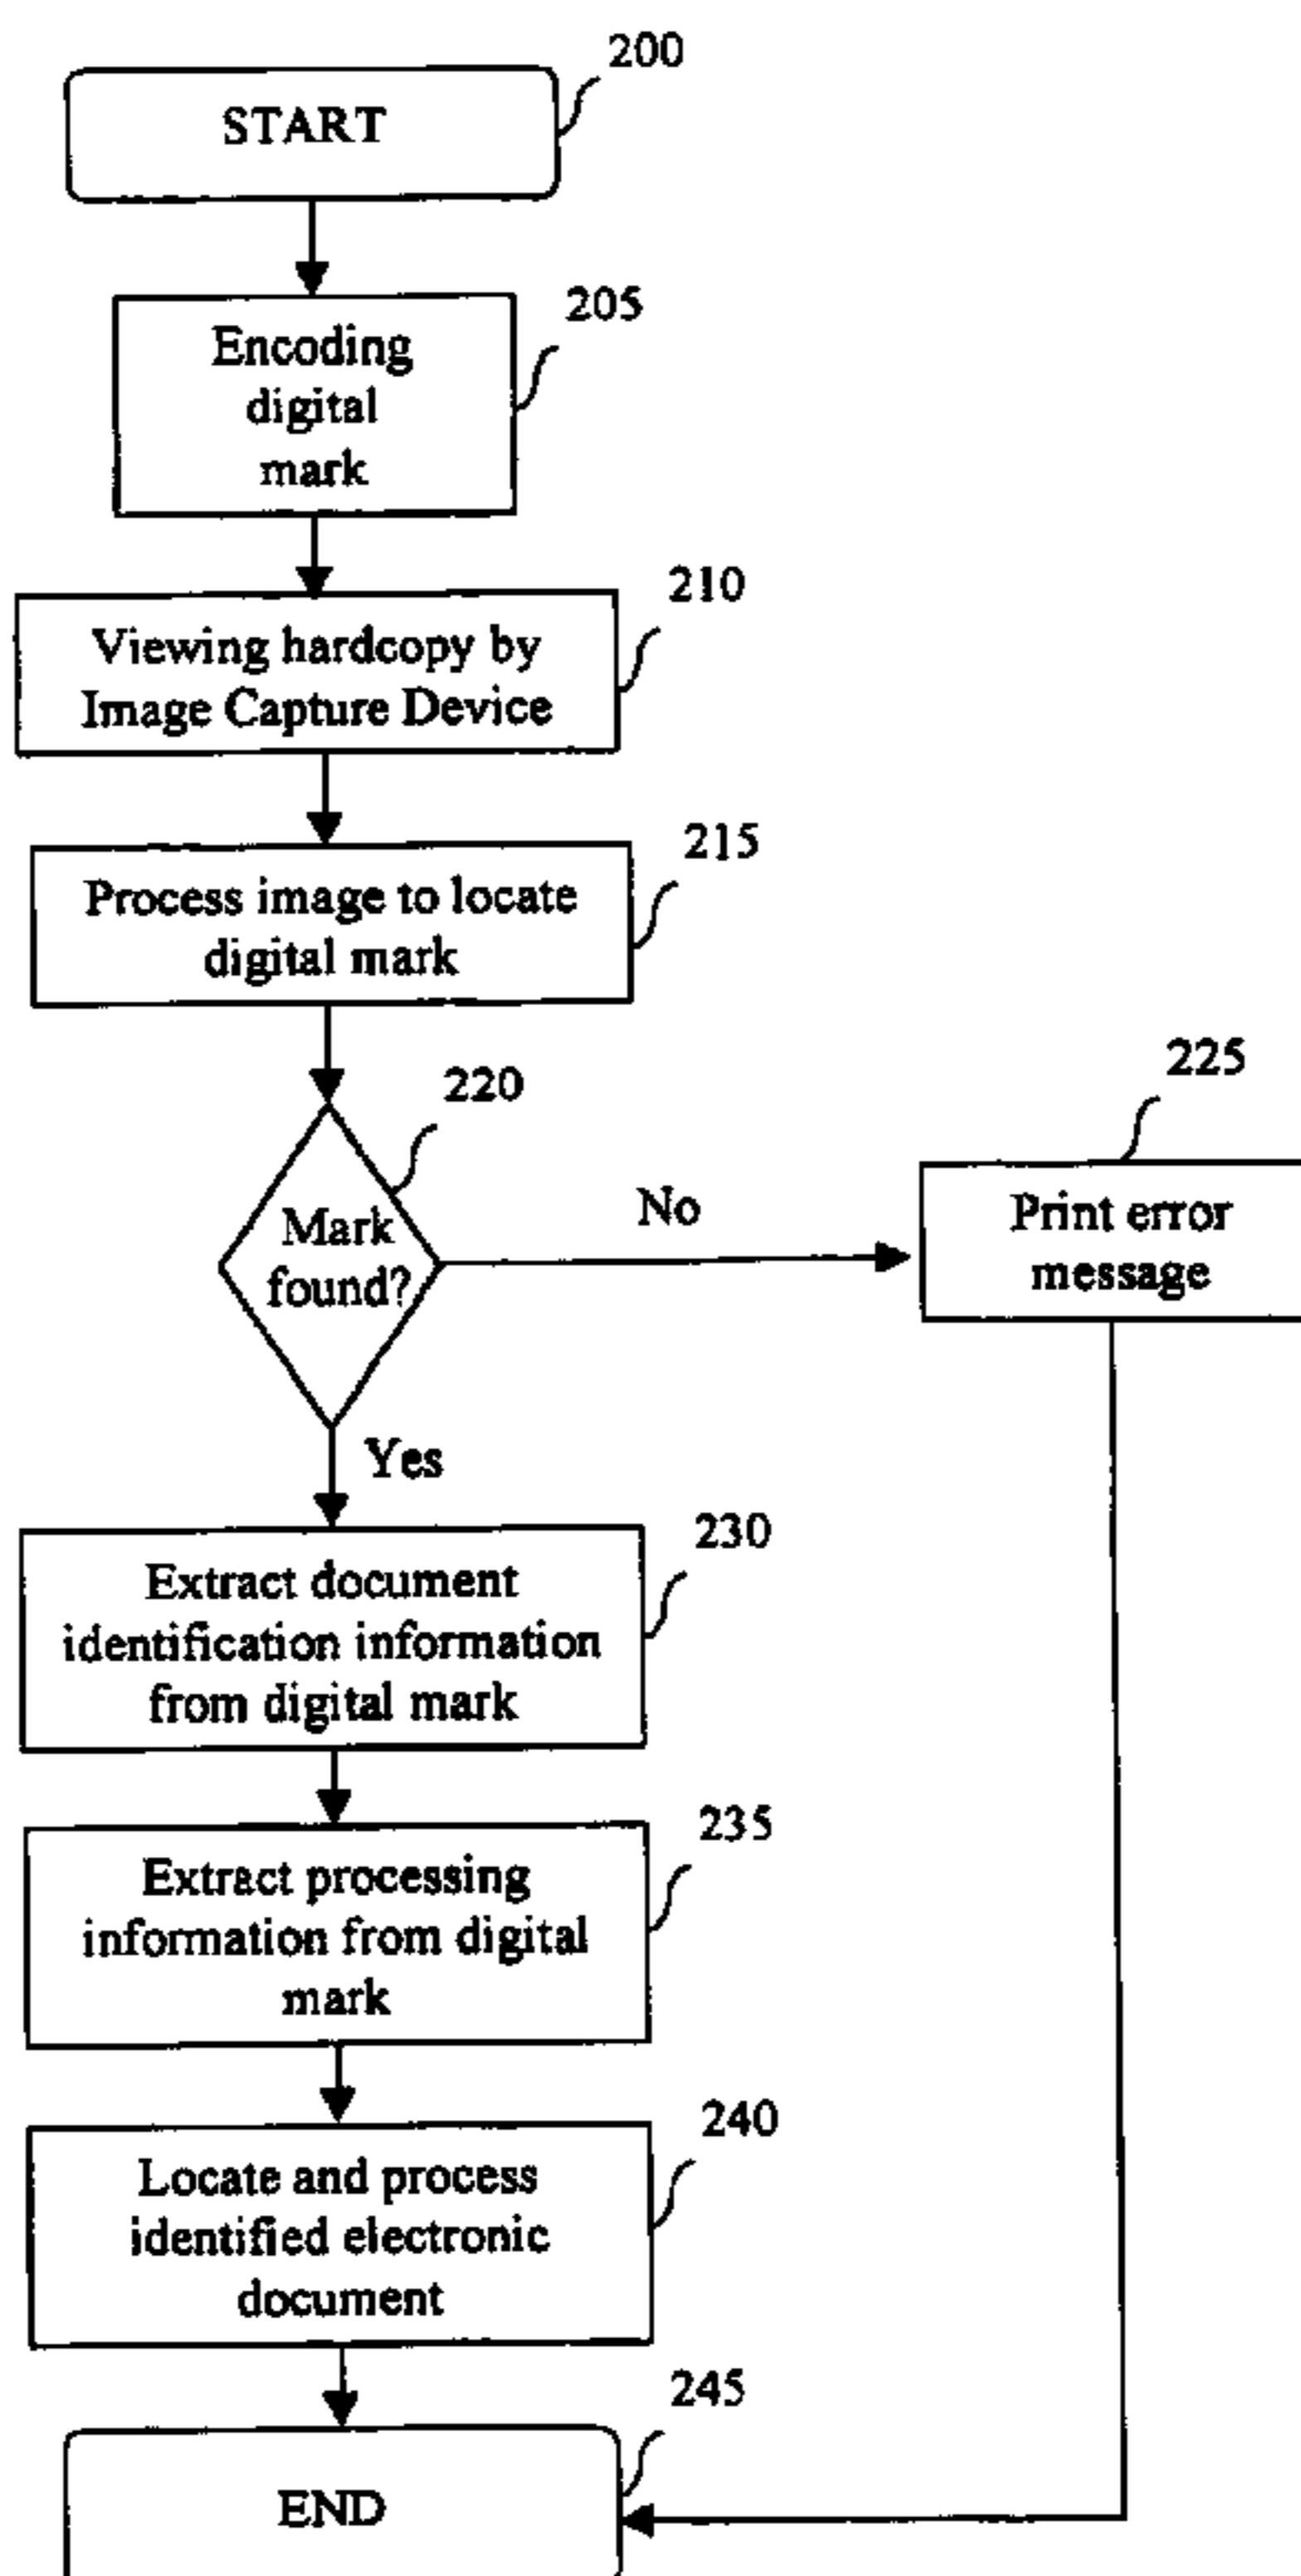 200
START
205
Encoding
digital
mark
210
Viewing hardcopy by
Image Capture Device
215
Process image to locate
digital mark
220
Mark
found?
No
225
Print error
message
Yes
230
Extract document
identification information
from digital mark
235
Extract processing
information from digital
mark
240
Locate and process
identified electronic
document
245
END